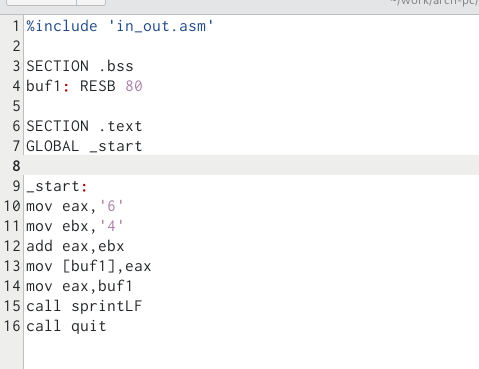 ~/work/arch-pc/
1 %include 'in_out.asm'
2
3 SECTION .bss
4 buf1: RESB 80
5
6 SECTION .text
7 GLOBAL _start
8
9 _start:
10 mov eax,'6'
11 mov ebx,'4'
12 add eax,ebx
13 mov [buf1],eax
14 mov eax,buf1
15 call sprintLF
16 call quit